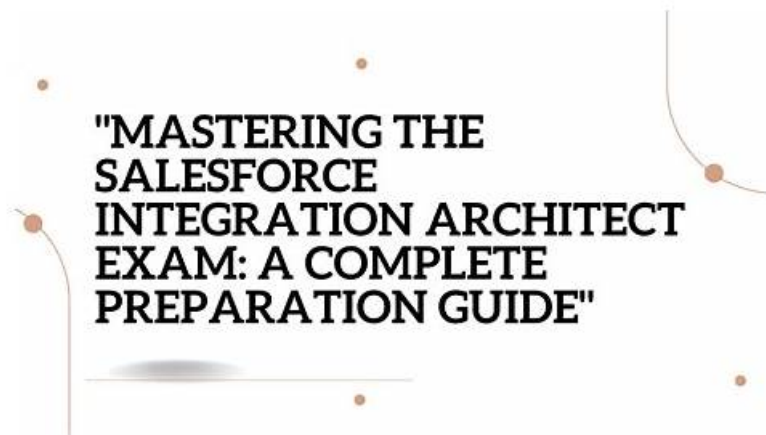 "MASTERING THE
SALESFORCE
INTEGRATION ARCHITECT
EXAM: A COMPLETE
PREPARATION GUIDE"